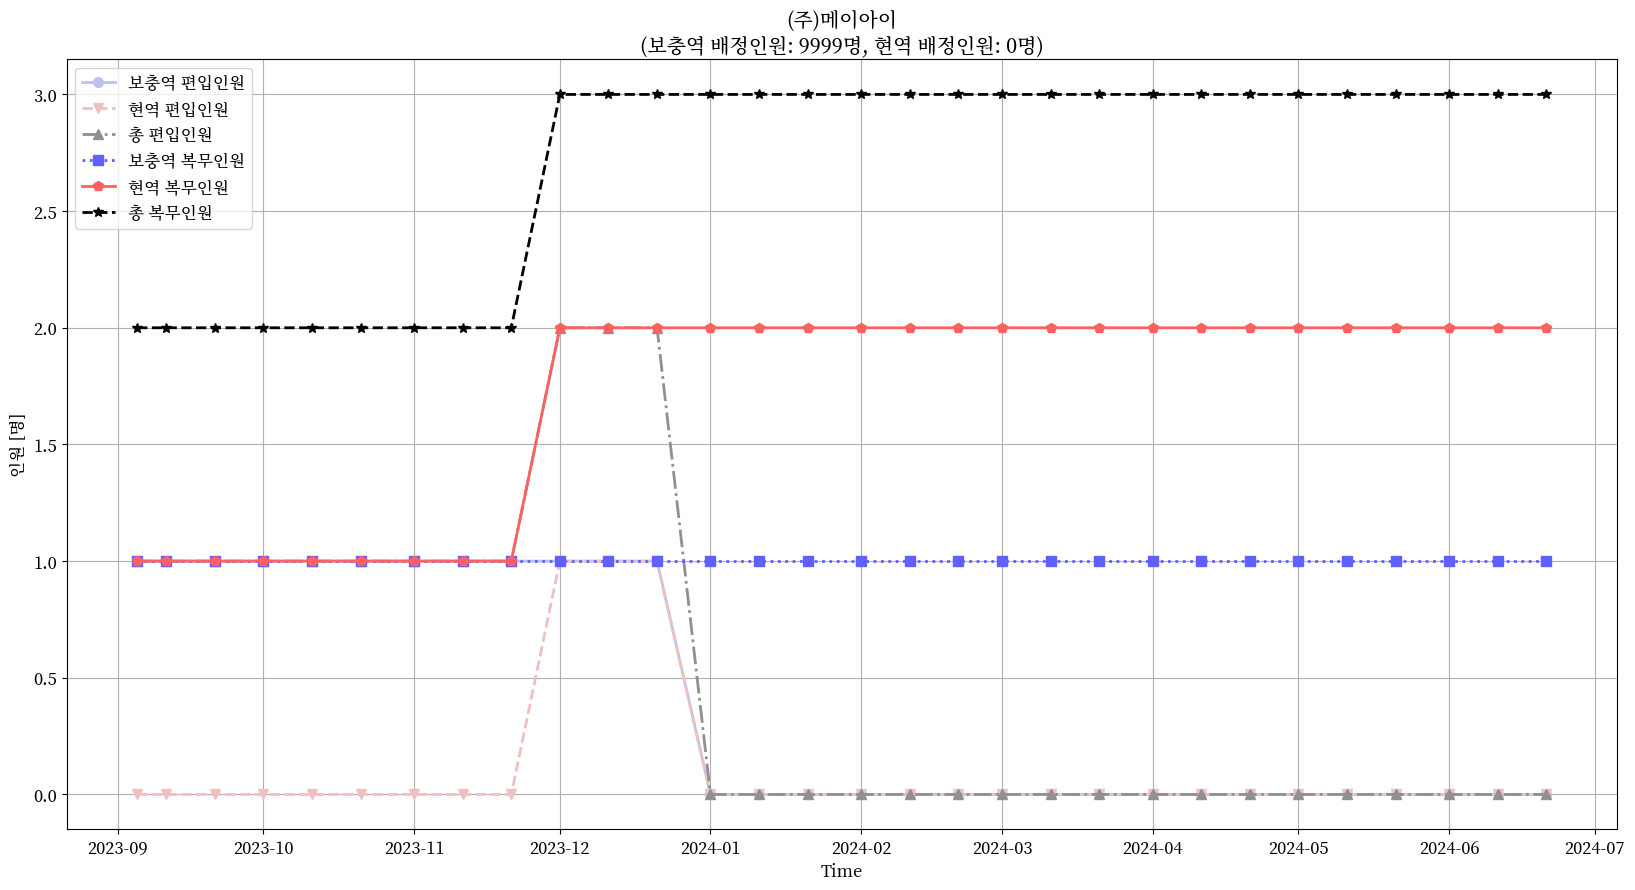 (주)메이아이
(보충역 배정인원: 9999명, 현역 배정인원: 0명)
보충역 편입인원
현역 편입인원
총 편입인원
보충역 복무인원
현역 복무인원
총 복무인원
인원 [명]
3.0
2.5
2.0
1.5
1.0
0.5
0.0
2023-09
2023-10
2023-11
2023-12
2024-01
2024-02
2024-03
2024-04
2024-05
2024-06
2024-07
Time